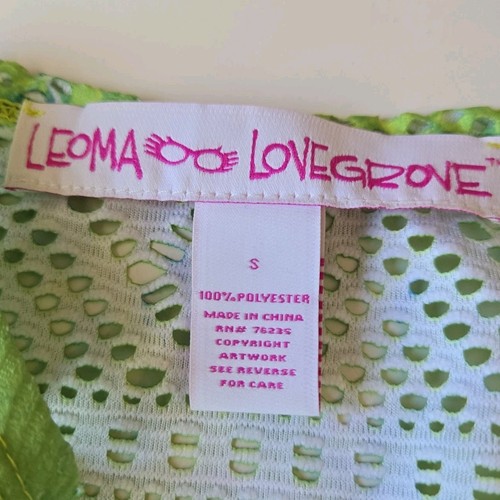 LEOMA LOVEGROVE™
S
100% POLYESTER
MADE IN CHINA
RN# 76235
COPYRIGHT
ARTWORK
SEE REVERSE
FOR CARE